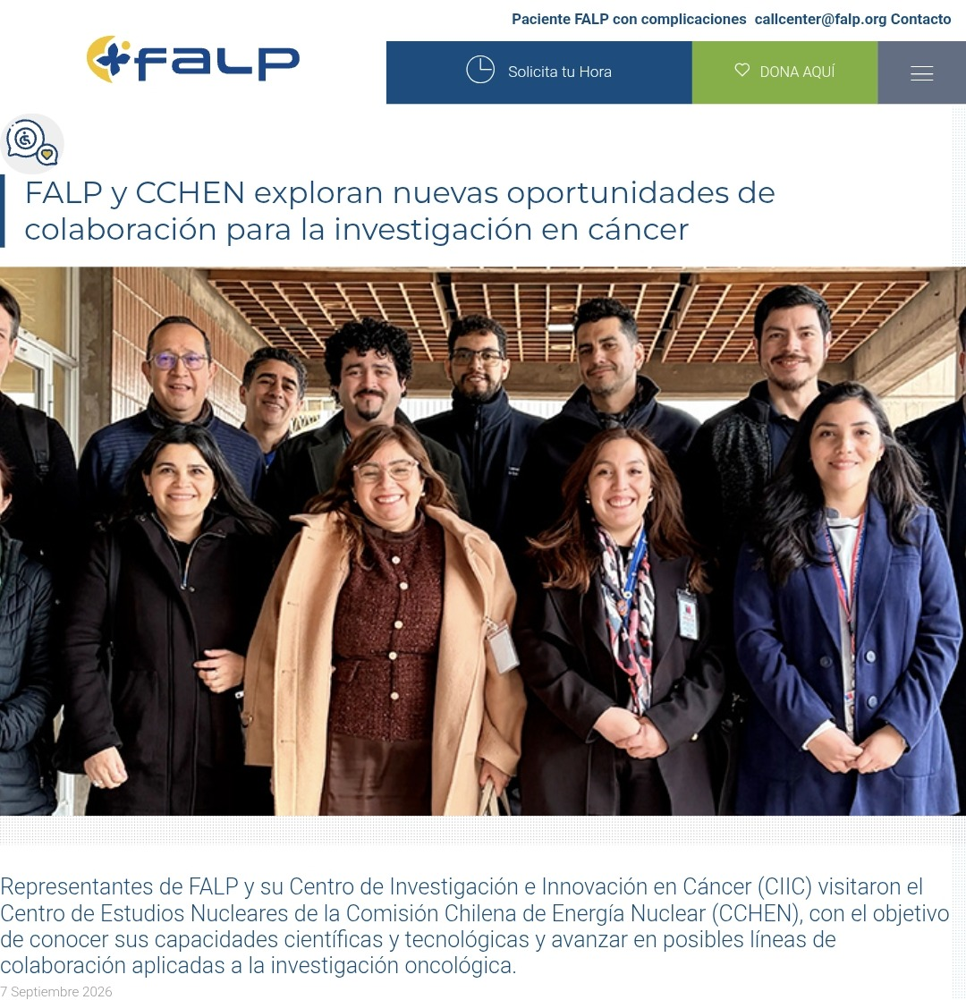 Paciente FALP con complicaciones callcenter@falp.org Contacto
falp
Solicita tu Hora
DONA AQUÍ
FALP y CCHEN exploran nuevas oportunidades de
colaboración para la investigación en cáncer
Representantes de FALP y su Centro de Investigación e Innovación en Cáncer (CIIC) visitaron el
Centro de Estudios Nucleares de la Comisión Chilena de Energía Nuclear (CCHEN), con el objetivo
de conocer sus capacidades científicas y tecnológicas y avanzar en posibles líneas de
colaboración aplicadas a la investigación oncológica.
7 Septiembre 2026